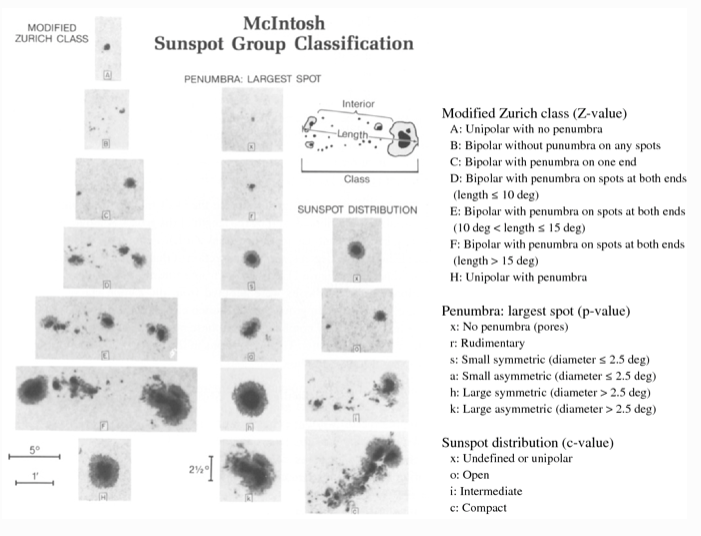 MODIFIED
ZURICH CLASS
McIntosh
Sunspot Group Classification
PENUMBRA: LARGEST SPOT
Interior
Length
Class
SUNSPOT DISTRIBUTION
A
B
C
D
E
F
H
5°
1'
X
R
S
A
H
K
2½°
X
O
I
C
Modified Zurich class (Z-value)
A: Unipolar with no penumbra
B: Bipolar without punumbra on any spots
C: Bipolar with penumbra on one end
D: Bipolar with penumbra on spots at both ends
(length ≤ 10 deg)
E: Bipolar with penumbra on spots at both ends
(10 deg < length ≤ 15 deg)
F: Bipolar with penumbra on spots at both ends
(length > 15 deg)
H: Unipolar with penumbra
Penumbra: largest spot (p-value)
x: No penumbra (pores)
r: Rudimentary
s: Small symmetric (diameter ≤ 2.5 deg)
a: Small asymmetric (diameter ≤ 2.5 deg)
h: Large symmetric (diameter > 2.5 deg)
k: Large asymmetric (diameter > 2.5 deg)
Sunspot distribution (c-value)
x: Undefined or unipolar
o: Open
i: Intermediate
c: Compact